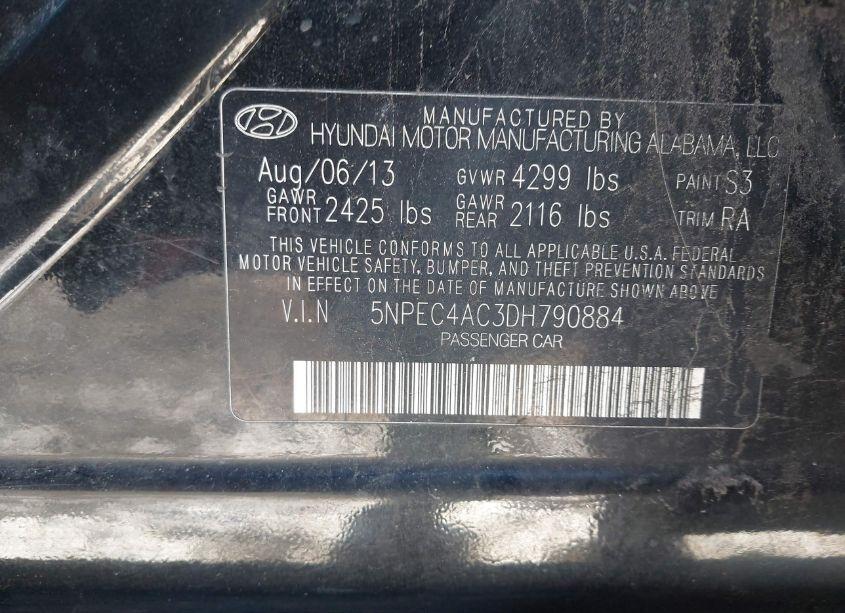 MANUFACTURED BY
HYUNDAI MOTOR MANUFACTURING ALABAMA, LLC
Aug/06/13 GVWR 4299 lbs PAINT S3
GAWR FRONT 2425 lbs GAWR REAR 2116 lbs TRIM RA
THIS VEHICLE CONFORMS TO ALL APPLICABLE U.S.A. FEDERAL
MOTOR VEHICLE SAFETY, BUMPER, AND THEFT PREVENTION STANDARDS
IN EFFECT ON THE DATE OF MANUFACTURE SHOWN ABOVE
V.I.N 5NPEC4AC3DH790884
PASSENGER CAR